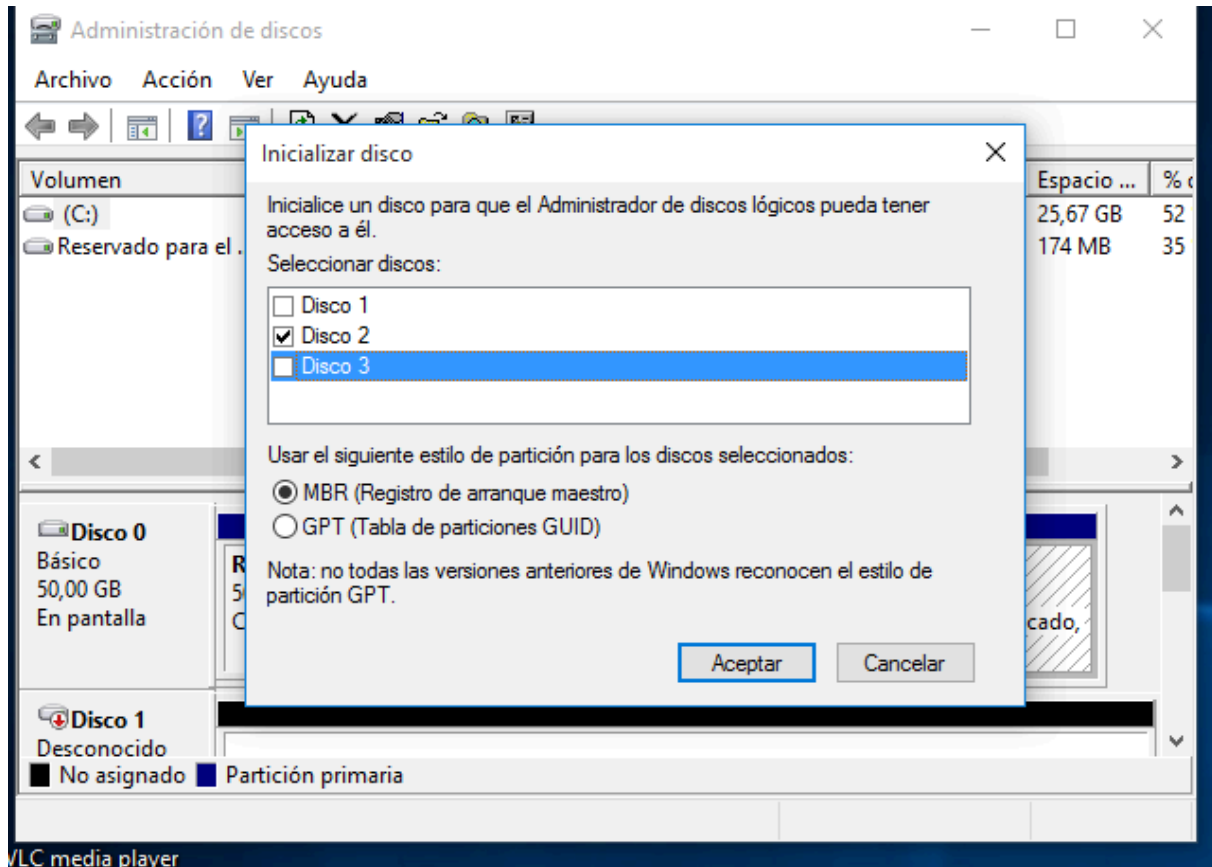 Administración de discos
Archivo Acción Ver Ayuda
Inicializar disco
Volumen Espacio ... %
(C:) 25,67 GB 52
Reservado para el . 174 MB 35
Inicialice un disco para que el Administrador de discos lógicos pueda tener
acceso a él.
Seleccionar discos:
Disco 1
Disco 2
Disco 3
Usar el siguiente estilo de partición para los discos seleccionados:
MBR (Registro de arranque maestro)
GPT (Tabla de particiones GUID)
Nota: no todas las versiones anteriores de Windows reconocen el estilo de
partición GPT.
Aceptar Cancelar
Disco 0
Básico R
50,00 GB 5
En pantalla C cado,
Disco 1
Desconocido
No asignado Partición primaria
VLC media player